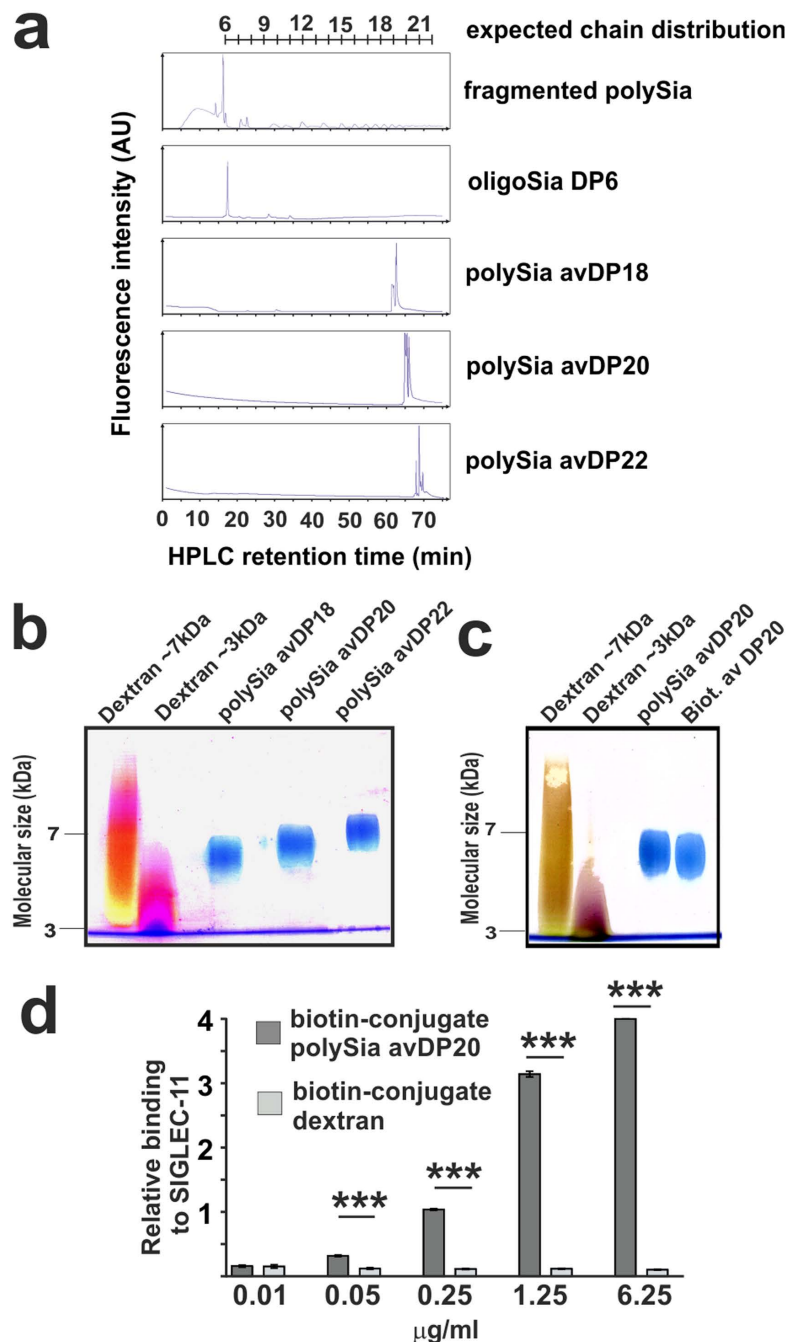 a
6 9 12 15 18 21 expected chain distribution
fragmented polySia
oligoSia DP6
polySia avDP18
polySia avDP20
polySia avDP22
Fluorescence intensity (AU)
0 10 20 30 40 50 60 70
HPLC retention time (min)
b
Dextran ~7kDa
Dextran ~3kDa
polySia avDP18
polySia avDP20
polySia avDP22
Molecular size (kDa)
7
3
c
Dextran ~7kDa
Dextran ~3kDa
polySia avDP20
Biot. av DP20
Molecular size (kDa)
7
3
d
Relative binding
to SIGLEC-11
4
3
2
1
biotin-conjugate
polySia avDP20
biotin-conjugate
dextran
***
***
***
***
0.01 0.05 0.25 1.25 6.25
μg/ml